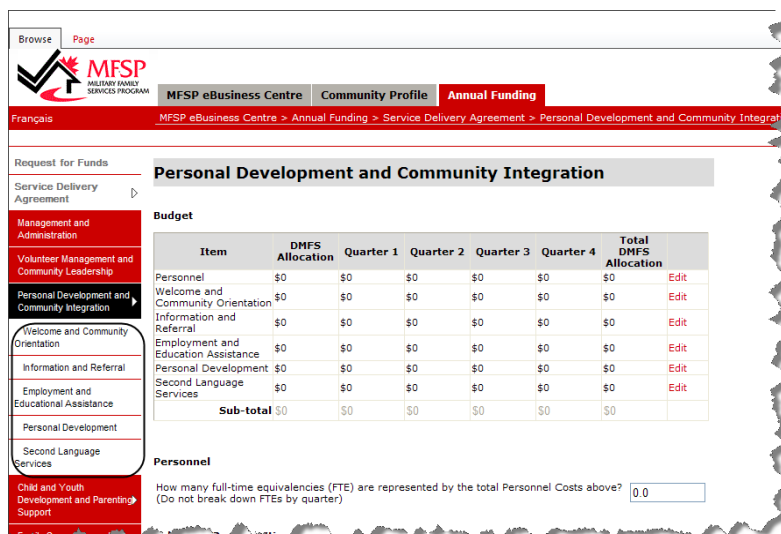 Browse Page
MFSP
MILITARY FAMILY
SERVICES PROGRAM
MFSP eBusiness Centre Community Profile Annual Funding
Français MFSP eBusiness Centre > Annual Funding > Service Delivery Agreement > Personal Development and Community Integrat
Request for Funds
Service Delivery
Agreement
Management and
Administration
Volunteer Management and
Community Leadership
Personal Development and
Community Integration
Welcome and Community
Orientation
Information and Referral
Employment and
Educational Assistance
Personal Development
Second Language
Services
Child and Youth
Development and Parenting
Support
Personal Development and Community Integration
Budget
Item DMFS Allocation Quarter 1 Quarter 2 Quarter 3 Quarter 4 Total DMFS Allocation
Personnel $0 $0 $0 $0 $0 $0 Edit
Welcome and
Community Orientation $0 $0 $0 $0 $0 $0 Edit
Information and
Referral $0 $0 $0 $0 $0 $0 Edit
Employment and
Education Assistance $0 $0 $0 $0 $0 $0 Edit
Personal Development $0 $0 $0 $0 $0 $0 Edit
Second Language
Services $0 $0 $0 $0 $0 $0 Edit
Sub-total $0 $0 $0 $0 $0 $0
Personnel
How many full-time equivalencies (FTE) are represented by the total Personnel Costs above? 0.0
(Do not break down FTEs by quarter)